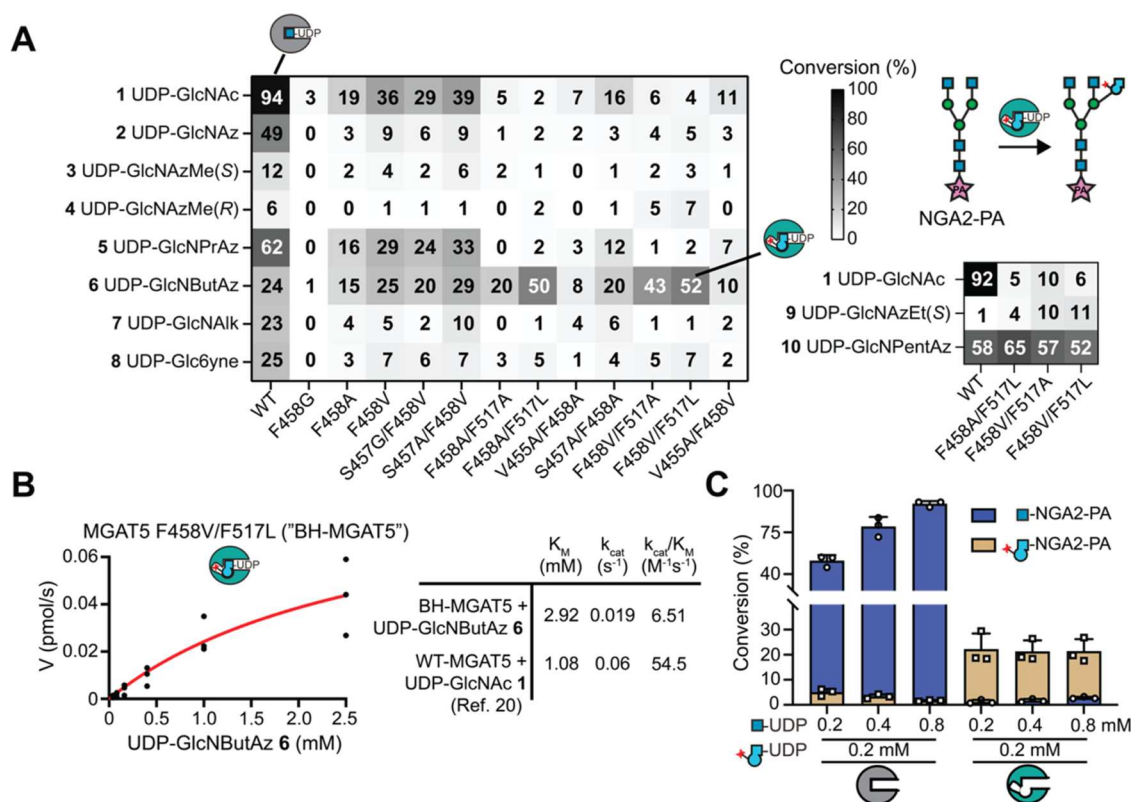 A
-UDP
94 3 19 36 29 39 5 2 7 16 6 4 11
49 0 3 9 6 9 1 2 2 3 4 5 3
12 0 2 4 2 6 2 1 0 1 2 3 1
6 0 0 1 1 1 0 2 0 1 5 7 0
62 0 16 29 24 33 0 2 3 12 1 2 7
24 1 15 25 20 29 20 50 8 20 43 52 10
23 0 4 5 2 10 0 1 4 6 1 1 2
25 0 3 7 6 7 3 5 1 4 5 7 2
1 UDP-GlcNAc
2 UDP-GlcNAz
3 UDP-GlcNAzMe(S)
4 UDP-GlcNAzMe(R)
5 UDP-GlcNPrAz
6 UDP-GlcNButAz
7 UDP-GlcNAlk
8 UDP-Glc6yne
WT
F458G
F458A
F458V
S457G/F458V
S457A/F458V
F458A/F517A
F458A/F517L
V455A/F458A
S457A/F458A
F458V/F517A
F458V/F517L
V455A/F458V
Conversion (%)
100
80
60
40
20
0
-UDP
-UDP
PA
PA
NGA2-PA
1 UDP-GlcNAc
9 UDP-GlcNAzEt(S)
10 UDP-GlcNPentAz
92 5 10 6
1 4 10 11
58 65 57 52
WT
F458A/F517L
F458V/F517A
F458V/F517L
B
MGAT5 F458V/F517L ("BH-MGAT5")
-UDP
V (pmol/s)
0.06
0.04
0.02
0
0 0.5 1.0 1.5 2.0 2.5
UDP-GlcNButAz 6 (mM)
KM (mM) kcat (s-1) kcat/KM (M-1s-1)
BH-MGAT5 +
UDP-GlcNButAz 6
2.92 0.019 6.51
WT-MGAT5 +
UDP-GlcNAc 1
(Ref. 20)
1.08 0.06 54.5
C
Conversion (%)
100
75
40
30
20
10
0
-NGA2-PA
-NGA2-PA
-UDP
0.2 0.4 0.8 0.2 0.4 0.8 mM
-UDP
0.2 mM 0.2 mM